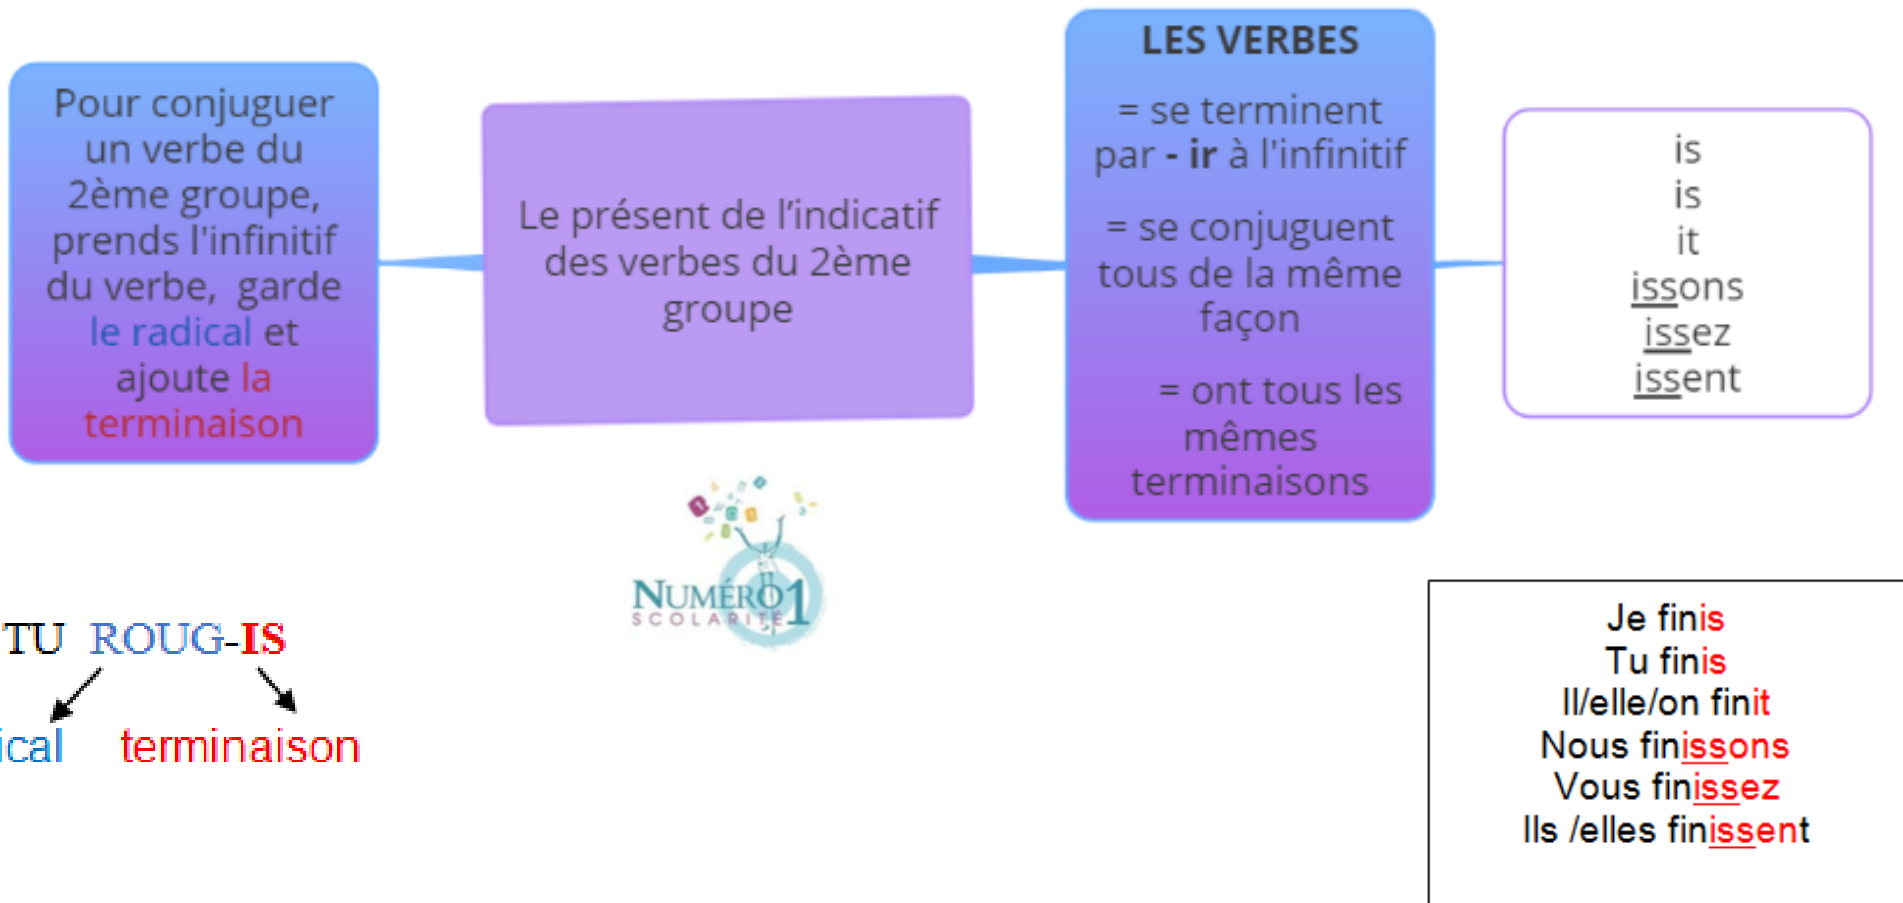 Pour conjuguer
un verbe du
2ème groupe,
prends l'infinitif
du verbe, garde
le radical et
ajoute la
terminaison
Le présent de l'indicatif
des verbes du 2ème
groupe
LES VERBES
= se terminent
par - ir à l'infinitif
= se conjuguent
tous de la même
façon
= ont tous les
mêmes
terminaisons
is
is
it
issons
issez
issent
NUMÉRO1
SCOLARITÉ
TU ROUG-IS
ical terminaison
Je finis
Tu finis
Il/elle/on finit
Nous finissons
Vous finissez
Ils /elles finissent